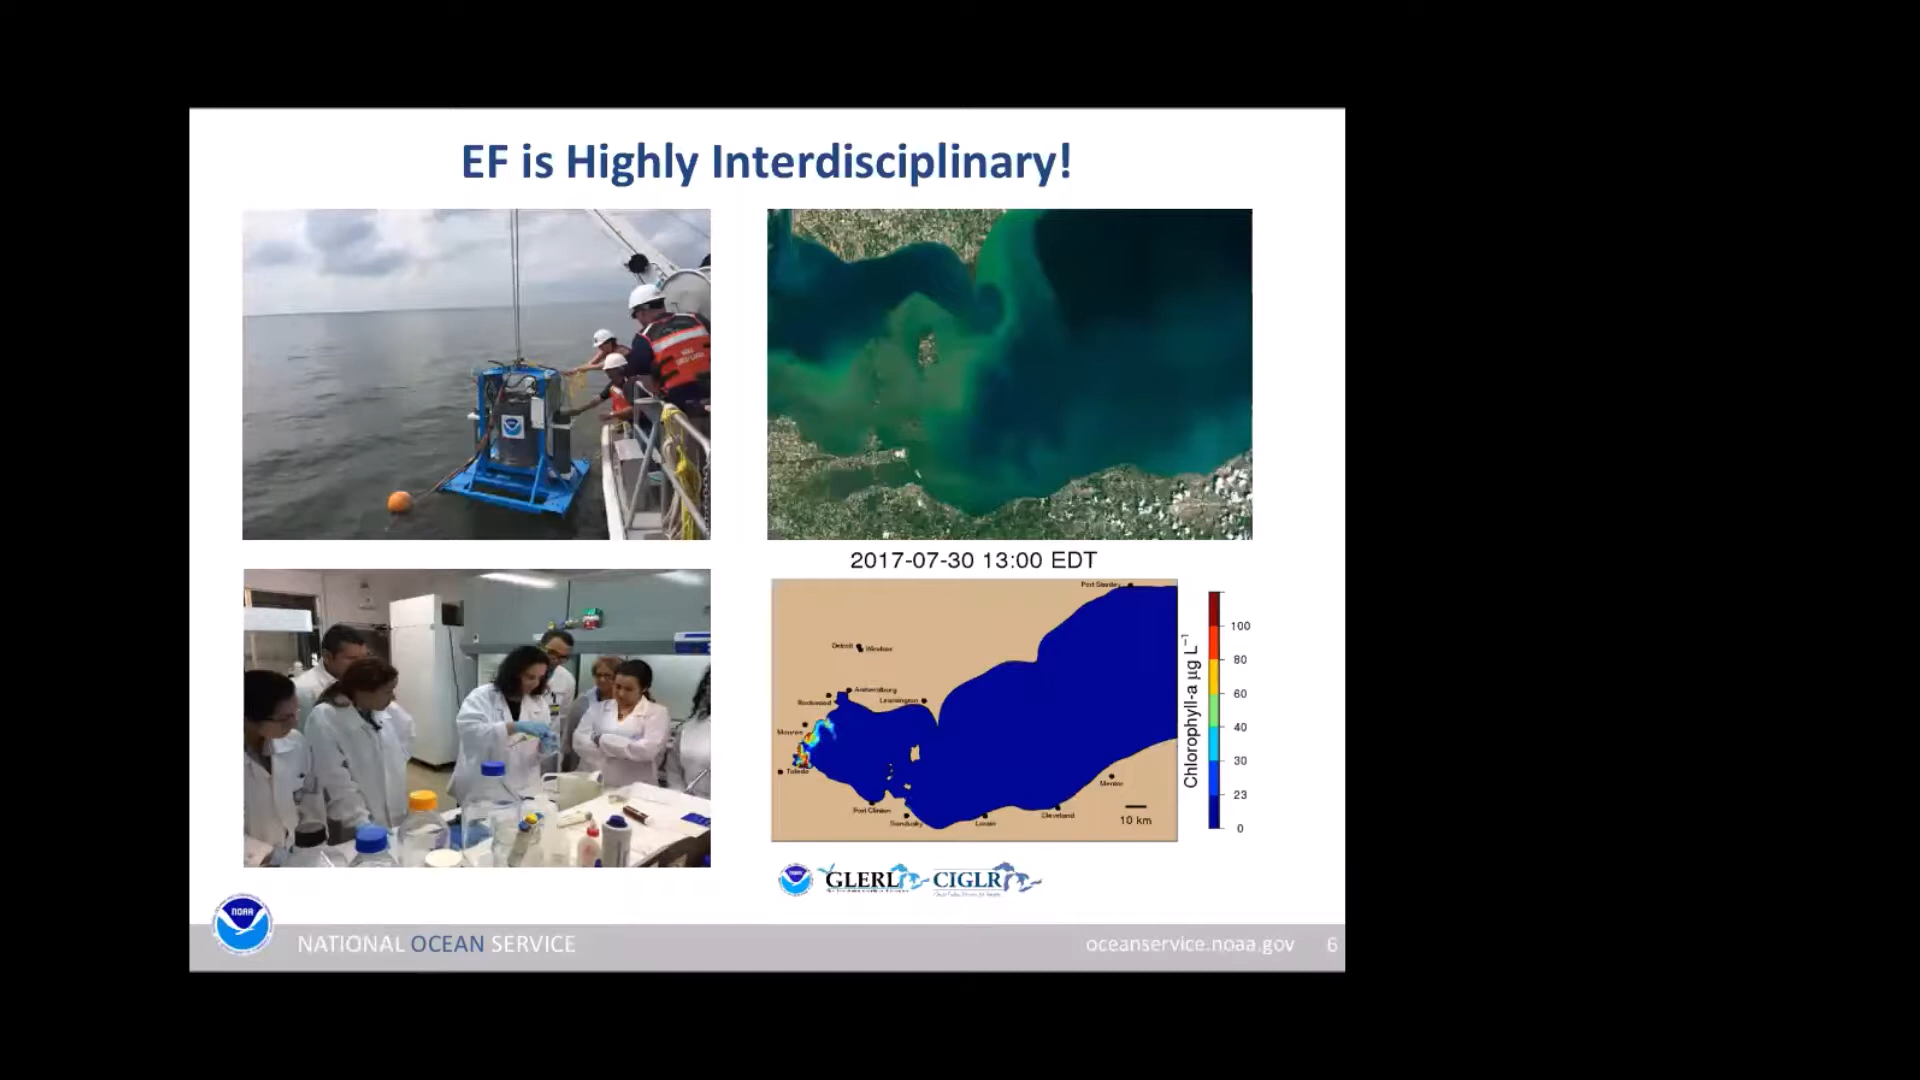 EF is Highly Interdisciplinary!
2017-07-30 13:00 EDT
Port Stanley
Detroit
Windsor
Amherstburg
Rockwood
Leamington
Monroe
Toledo
Port Clinton
Sandusky
Lorain
Cleveland
Mentor
10 km
Chlorophyll-a µg L⁻¹
100
80
60
40
30
23
0
GLERL
CIGLR
NOAA
NATIONAL OCEAN SERVICE
oceanservice.noaa.gov
6